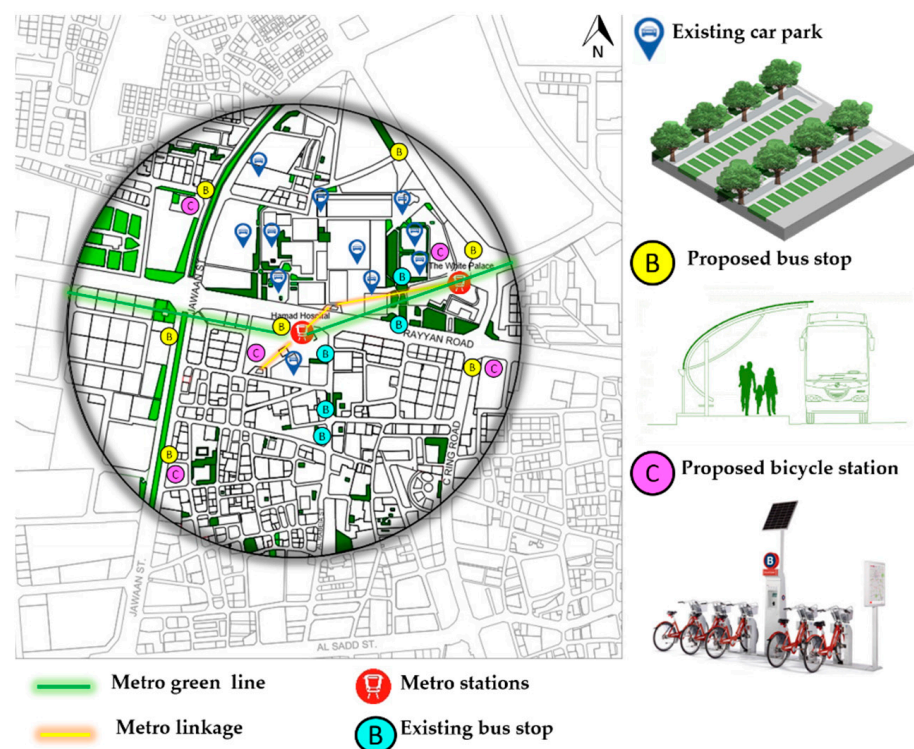 N
Existing car park
B
Proposed bus stop
C
Proposed bicycle station
B
B
B
C
C
B
The White Palace
B
JAWAAN ST
Hamad Hospital
B
B
RAYYAN ROAD
B
C
B
B
C
B
B
B
C
C RING ROAD
JAWAAN ST.
AL SADD ST.
B
Metro green line
Metro stations
Metro linkage
B
Existing bus stop